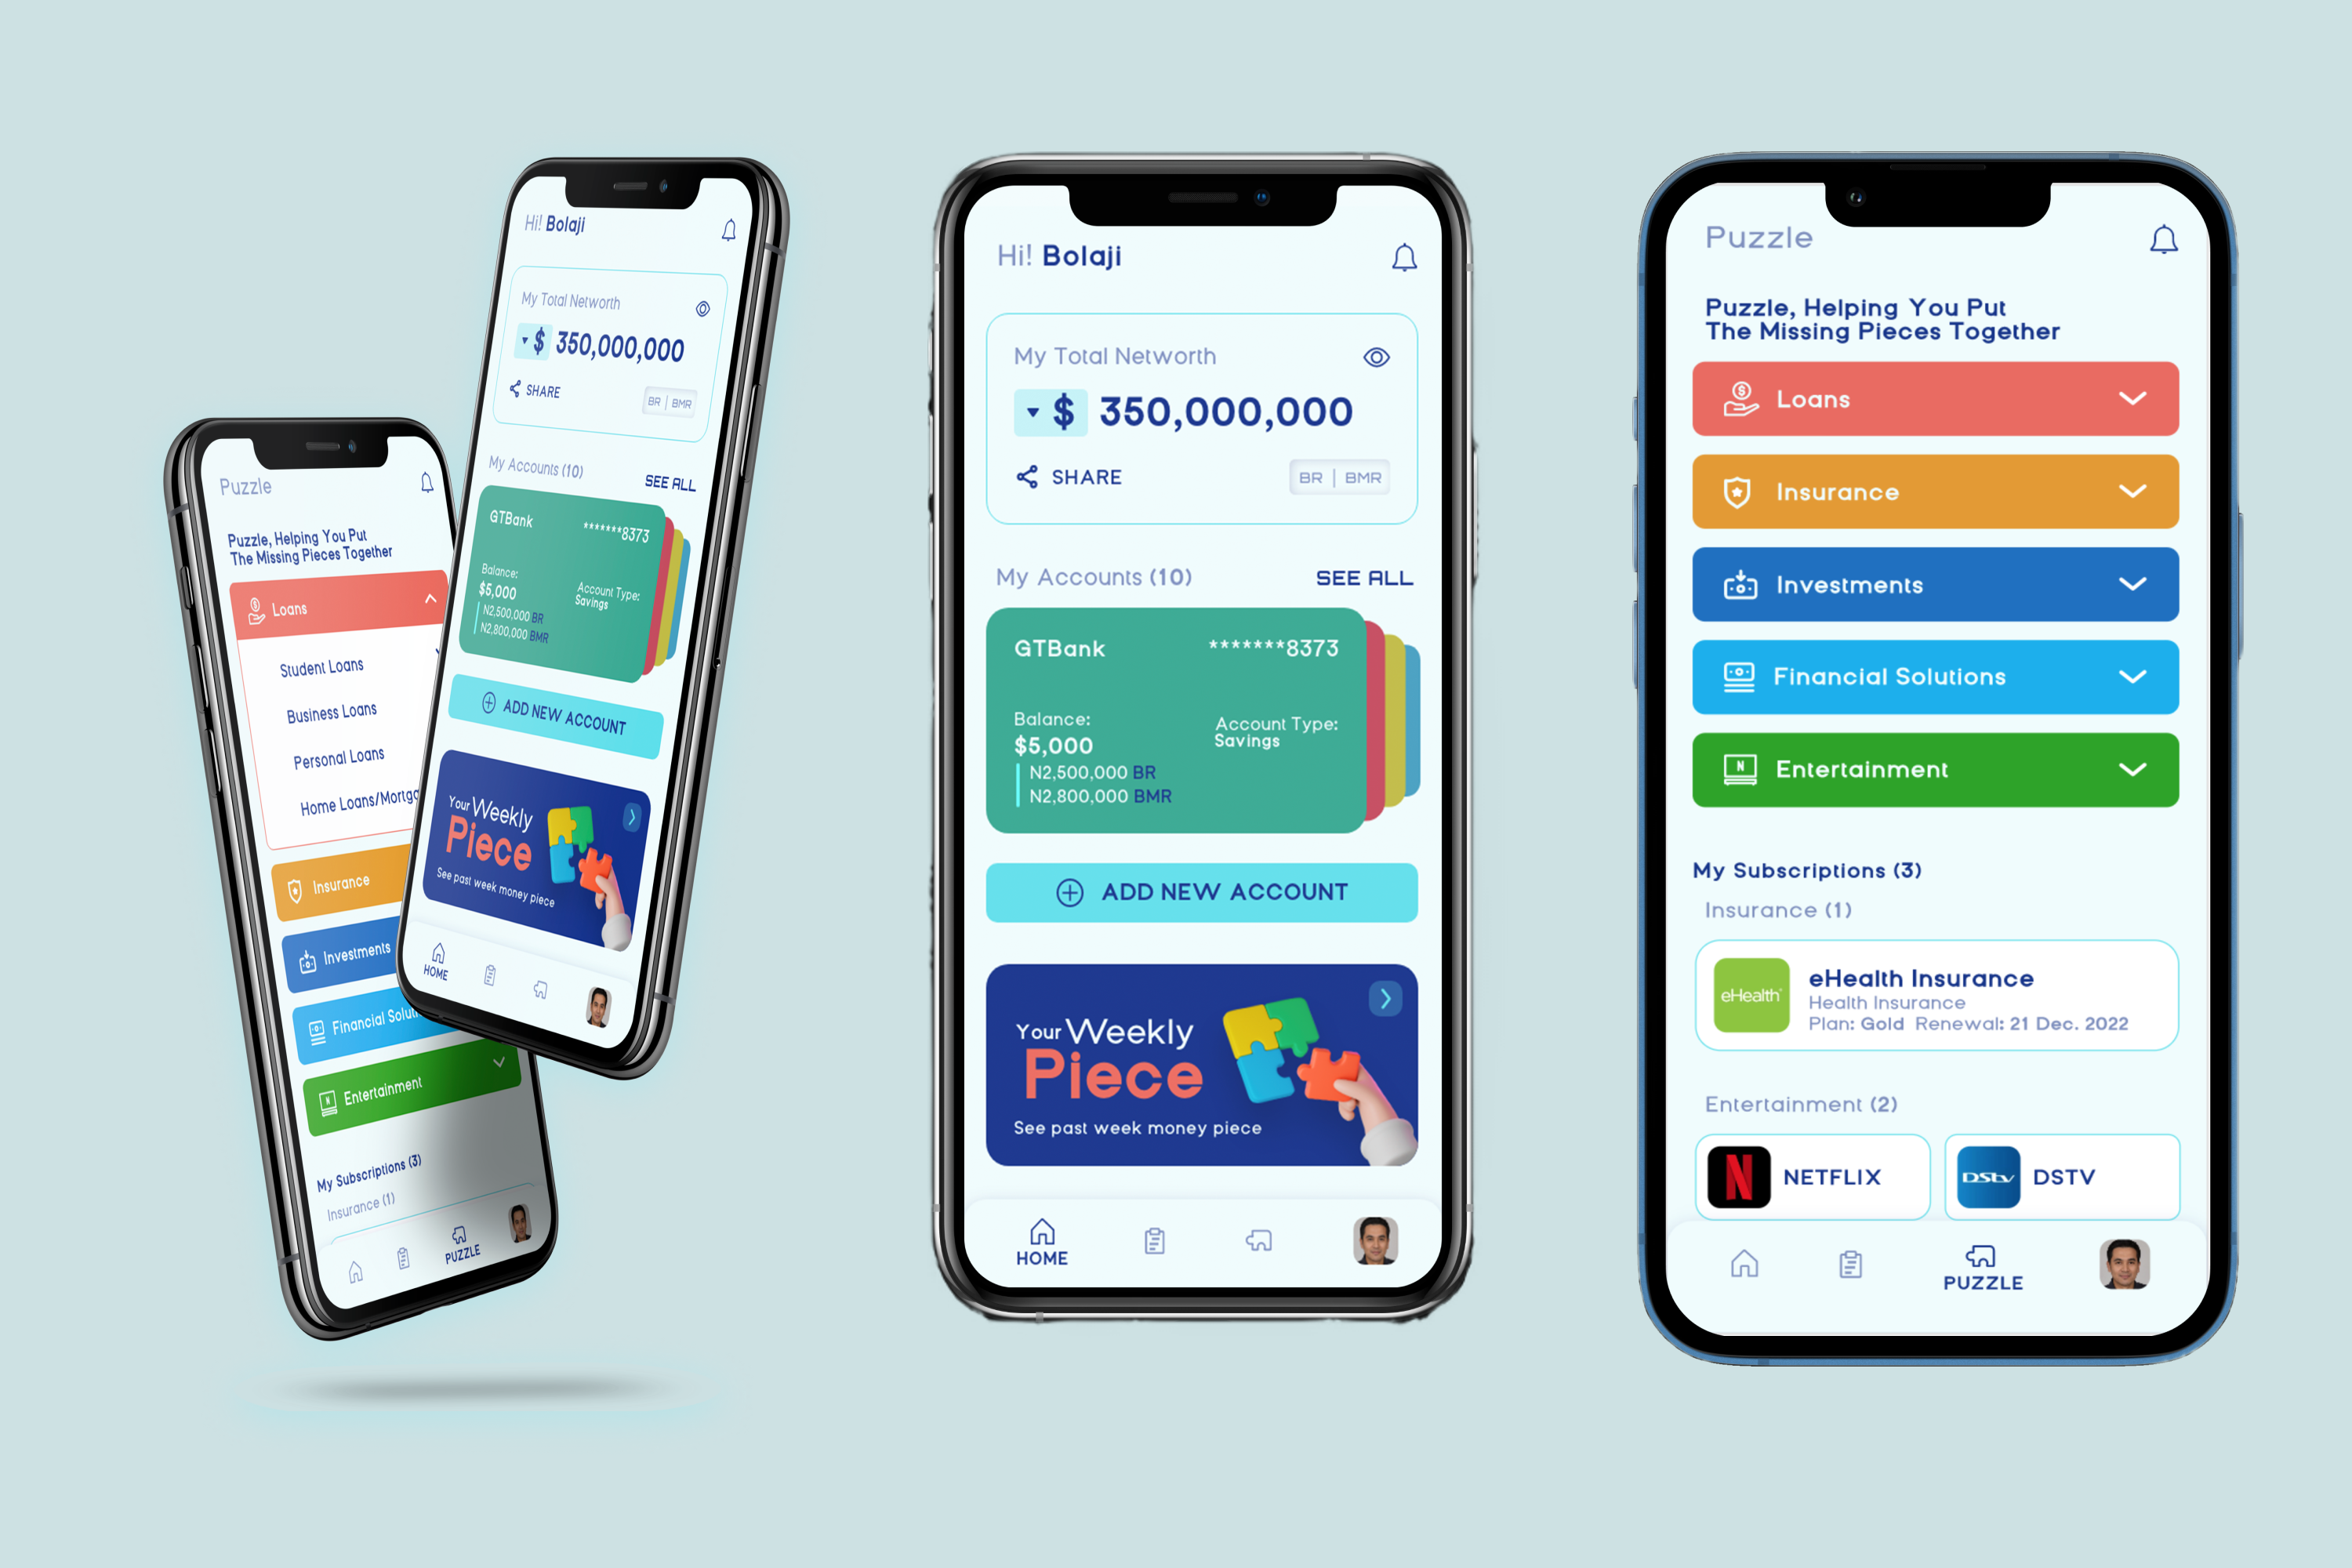 Puzzle
Puzzle, Helping You Put
The Missing Pieces Together
Loans
Student Loans
Business Loans
Personal Loans
Home Loans/Mortga
Insurance
Investments
Financial Solut
Entertainment
N
My Subscriptions (3)
Insurance (1)
PUZZLE
Hi! Bolaji
My Total Networth
$ 350,000,000
SHARE
BR | BMR
My Accounts (10)
SEE ALL
GTBank
*******8373
Balance:
$5,000
N2,500,000 BR
N2,800,000 BMR
Account Type:
Savings
ADD NEW ACCOUNT
Your Weekly
Piece
See past week money piece
HOME
Hi! Bolaji
My Total Networth
$ 350,000,000
SHARE
BR | BMR
My Accounts (10)
SEE ALL
GTBank
*******8373
Balance:
$5,000
N2,500,000 BR
N2,800,000 BMR
Account Type:
Savings
ADD NEW ACCOUNT
Your Weekly
Piece
See past week money piece
HOME
Puzzle
Puzzle, Helping You Put
The Missing Pieces Together
Loans
Insurance
Investments
Financial Solutions
N
Entertainment
My Subscriptions (3)
Insurance (1)
eHealth
eHealth Insurance
Health Insurance
Plan: Gold Renewal: 21 Dec. 2022
Entertainment (2)
N
NETFLIX
DStv
DSTV
PUZZLE